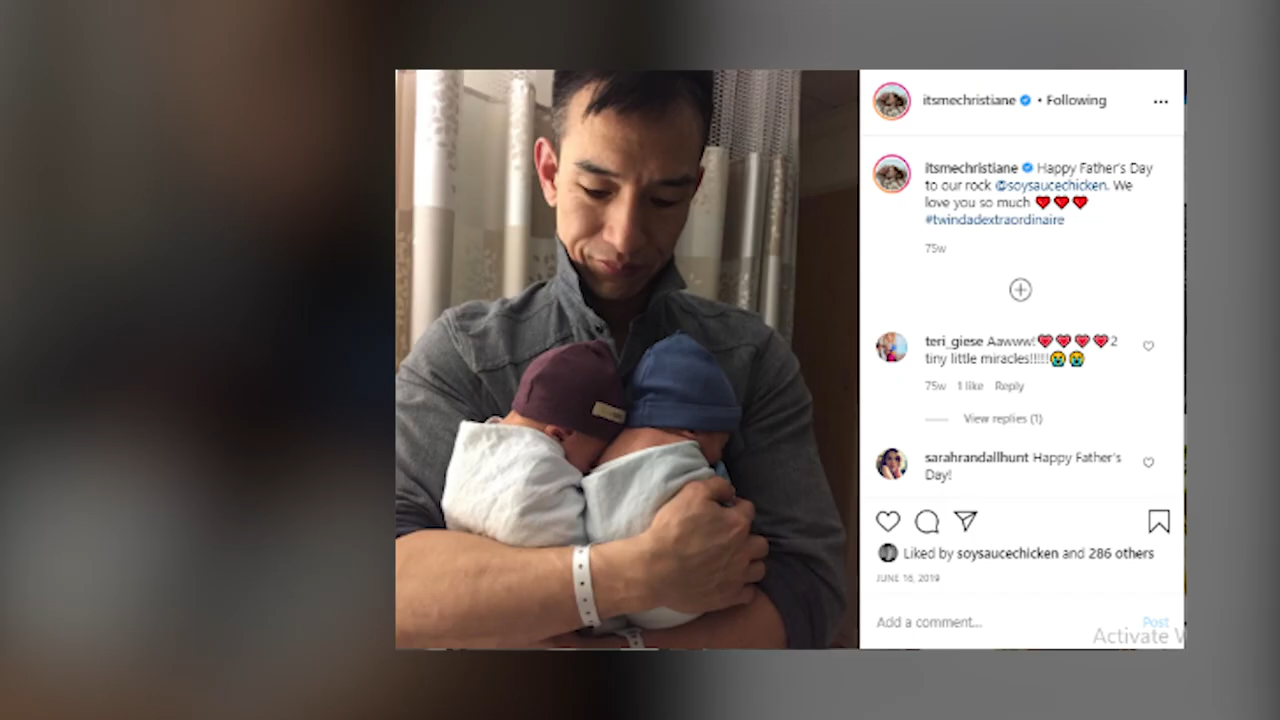 itsmechristiane • Following
itsmechristiane Happy Father's Day
to our rock @soysaucechicken. We
love you so much ❤️❤️❤️
#twindadextraordinaire
75w
teri_giese Aawww!💓💓💓💓2
tiny little miracles!!!!!😭😭
75w 1 like Reply
View replies (1)
sarahrandallhunt Happy Father's
Day!
Liked by soysaucechicken and 286 others
JUNE 16, 2019
Add a comment... Post
Activate